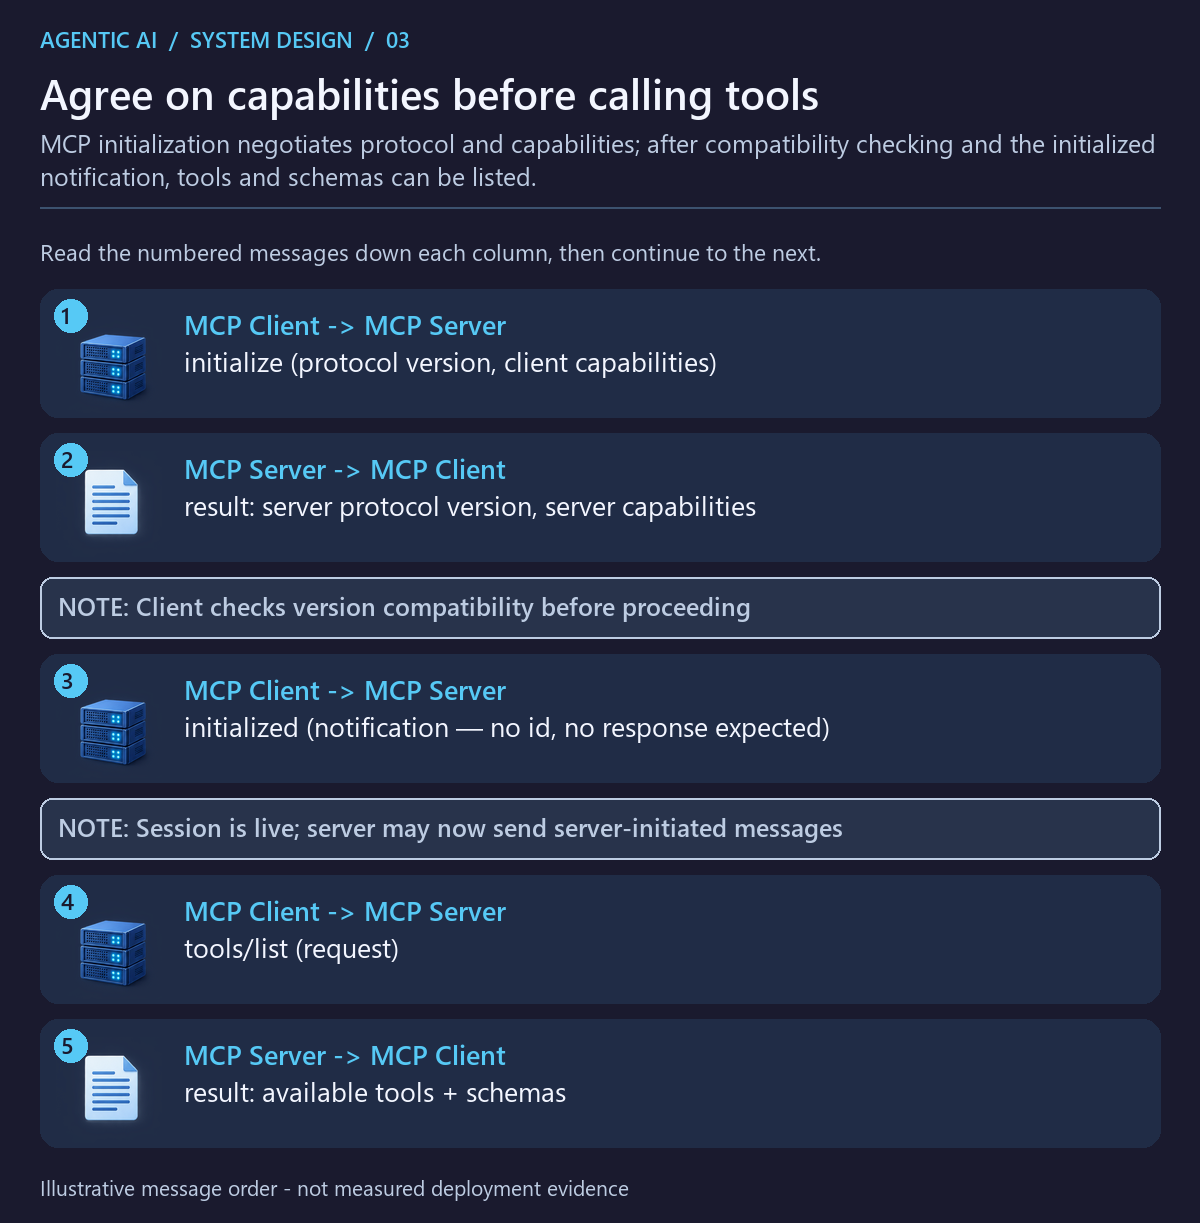 AGENTIC AI / SYSTEM DESIGN / 03
Agree on capabilities before calling tools
MCP initialization negotiates protocol and capabilities; after compatibility checking and the initialized
notification, tools and schemas can be listed.
Read the numbered messages down each column, then continue to the next.
1
MCP Client -> MCP Server
initialize (protocol version, client capabilities)
2
MCP Server -> MCP Client
result: server protocol version, server capabilities
NOTE: Client checks version compatibility before proceeding
3
MCP Client -> MCP Server
initialized (notification — no id, no response expected)
NOTE: Session is live; server may now send server-initiated messages
4
MCP Client -> MCP Server
tools/list (request)
5
MCP Server -> MCP Client
result: available tools + schemas
Illustrative message order - not measured deployment evidence